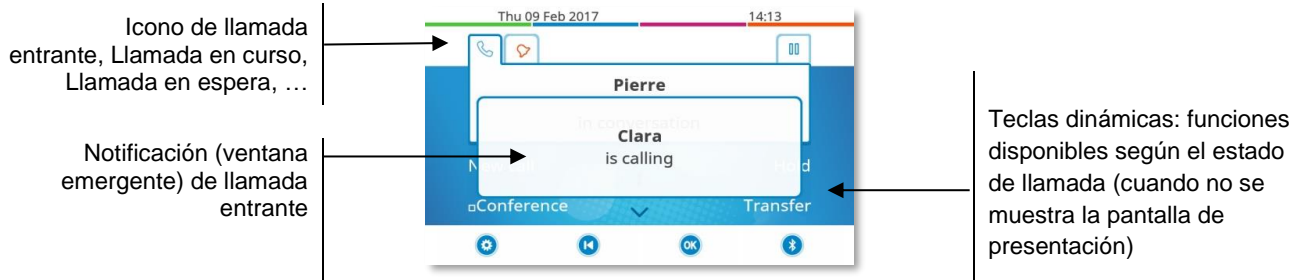 Thu 09 Feb 2017 14:13
Icono de llamada
entrante, Llamada en curso,
Llamada en espera, …
Pierre
in conversation
Clara
is calling
Hold
Conference
Transfer
OK
Notificación (ventana
emergente) de llamada
entrante
Teclas dinámicas: funciones
disponibles según el estado
de llamada (cuando no se
muestra la pantalla de
presentación)